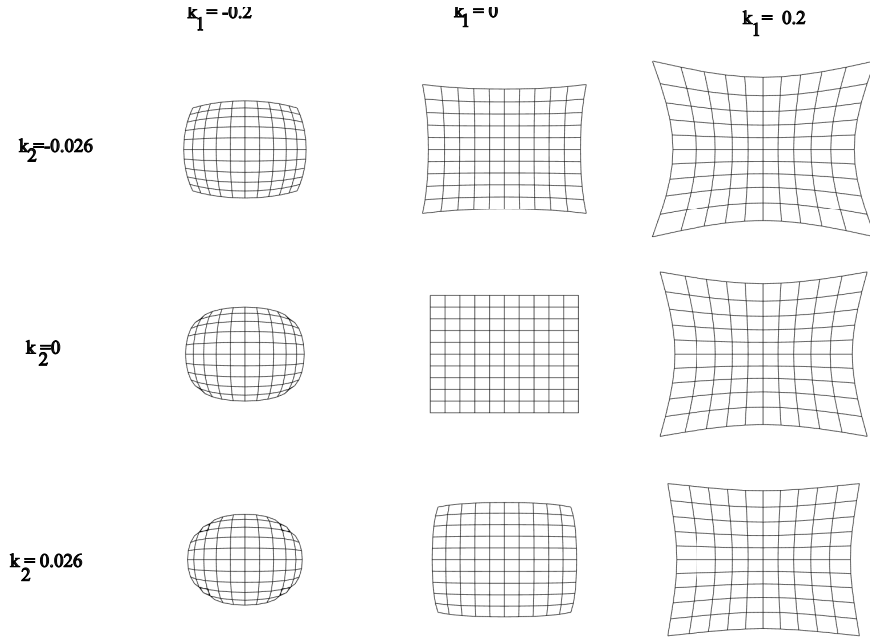 k1 = -0.2
k1 = 0
k1 = 0.2
k2=-0.026
k2=0
k2= 0.026